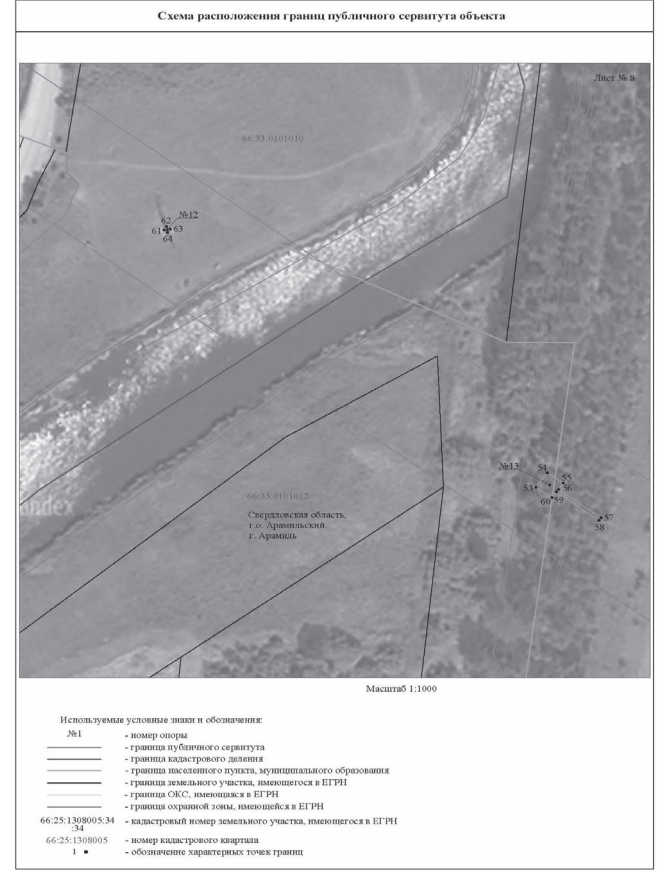 Схема расположения границ публичного сервитута объекта
Лист № 8
66:33:0101010
62 №12
61 63
64
№13 54
55
53 56
60 59
57
58
66:33:0101012
Свердловская область,
г.о. Арамильский
г. Арамиль
andex
Масштаб 1:1000
Используемые условные знаки и обозначения:
№1 - номер опоры
- граница публичного сервитута
- граница кадастрового деления
- граница населенного пункта, муниципального образования
- граница земельного участка, имеющегося в ЕГРН
- граница ОКС, имеющаяся в ЕГРН
- граница охранной зоны, имеющейся в ЕГРН
66:25:1308005:34 - кадастровый номер земельного участка, имеющегося в ЕГРН
:34
66:25:1308005 - номер кадастрового квартала
1 - обозначение характерных точек границ